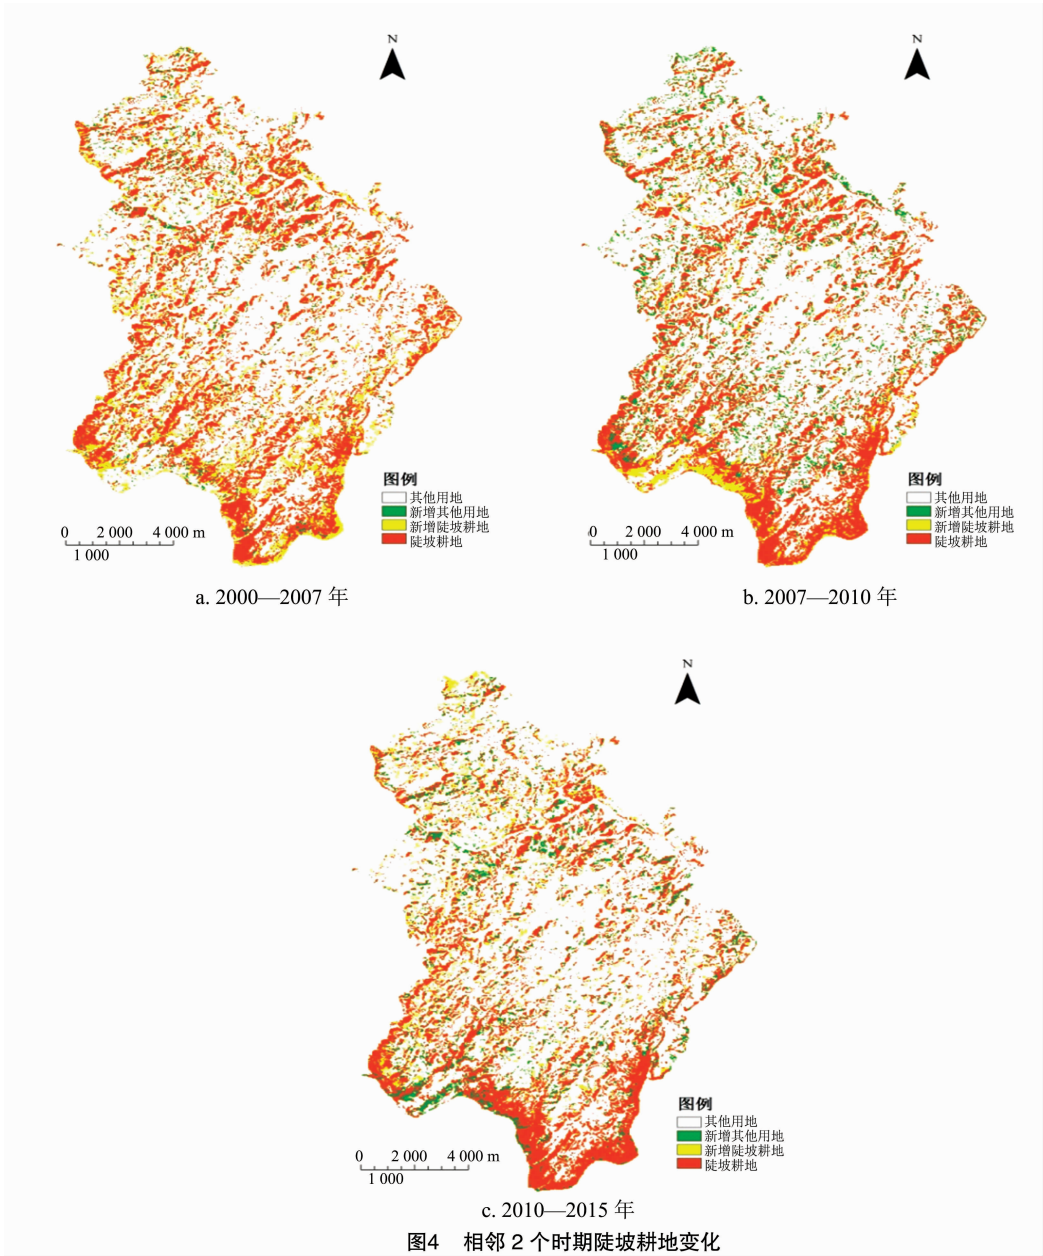 N
图例
其他用地
新增其他用地
新增陡坡耕地
陡坡耕地
0 2 000 4 000 m
1 000
a. 2000—2007 年
N
图例
其他用地
新增其他用地
新增陡坡耕地
陡坡耕地
0 2 000 4 000 m
1 000
b. 2007—2010 年
N
图例
其他用地
新增其他用地
新增陡坡耕地
陡坡耕地
0 2 000 4 000 m
1 000
c. 2010—2015 年
图4 相邻 2 个时期陡坡耕地变化